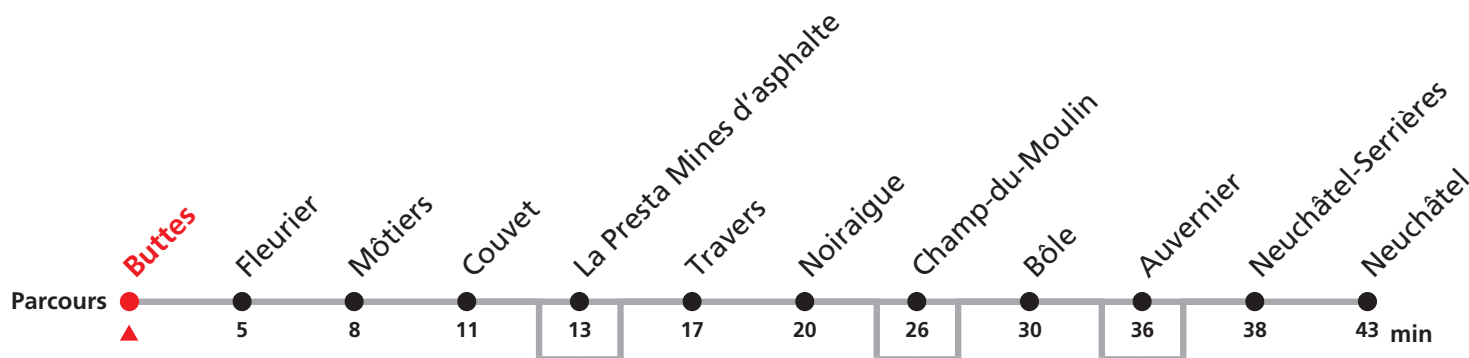 Buttes
Fleurier
Môtiers
Couvet
La Presta Mines d'asphalte
Travers
Noiraigue
Champ-du-Moulin
Bôle
Auvernier
Neuchâtel-Serrières
Neuchâtel
Parcours
5 8 11 13 17 20 26 30 36 38 43 min